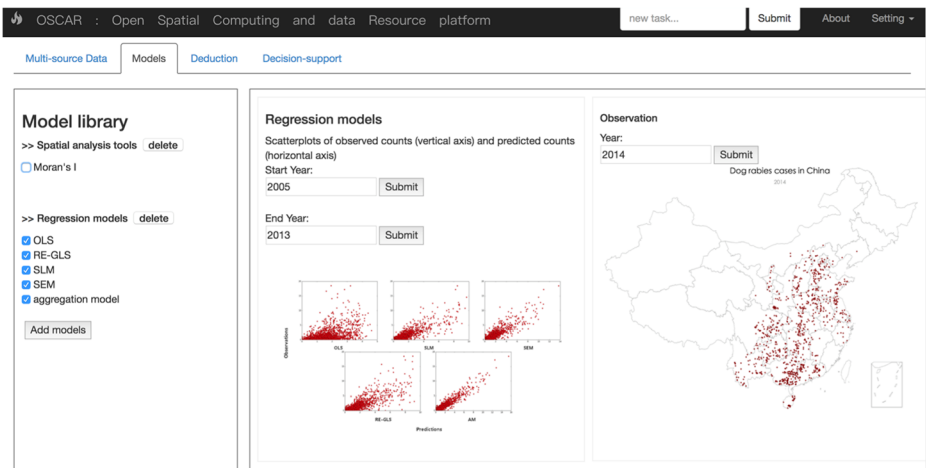 OSCAR : Open Spatial Computing and data Resource platform
new task...
Submit
About
Setting
Multi-source Data
Models
Deduction
Decision-support
Model library
>> Spatial analysis tools
delete
Moran's I
>> Regression models
delete
OLS
RE-GLS
SLM
SEM
aggregation model
Add models
Regression models
Scatterplots of observed counts (vertical axis) and predicted counts
(horizontal axis)
Start Year:
2005
Submit
End Year:
2013
Submit
Observations
OLS
SLM
SEM
RE-GLS
AM
Predictions
Observation
Year:
2014
Submit
Dog rabies cases in China
2014